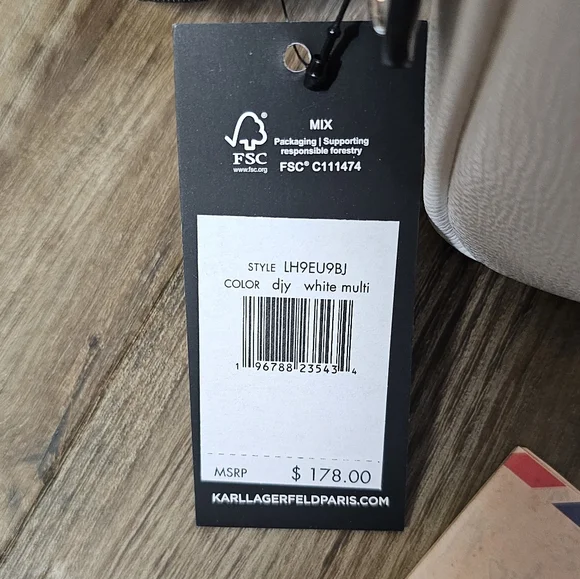 MIX
Packaging | Supporting
responsible forestry
FSC® C111474
FSC®
www.fsc.org
STYLE LH9EU9BJ
COLOR djy white multi
1 96788 23543 4
MSRP $ 178.00
KARLLAGERFELDPARIS.COM